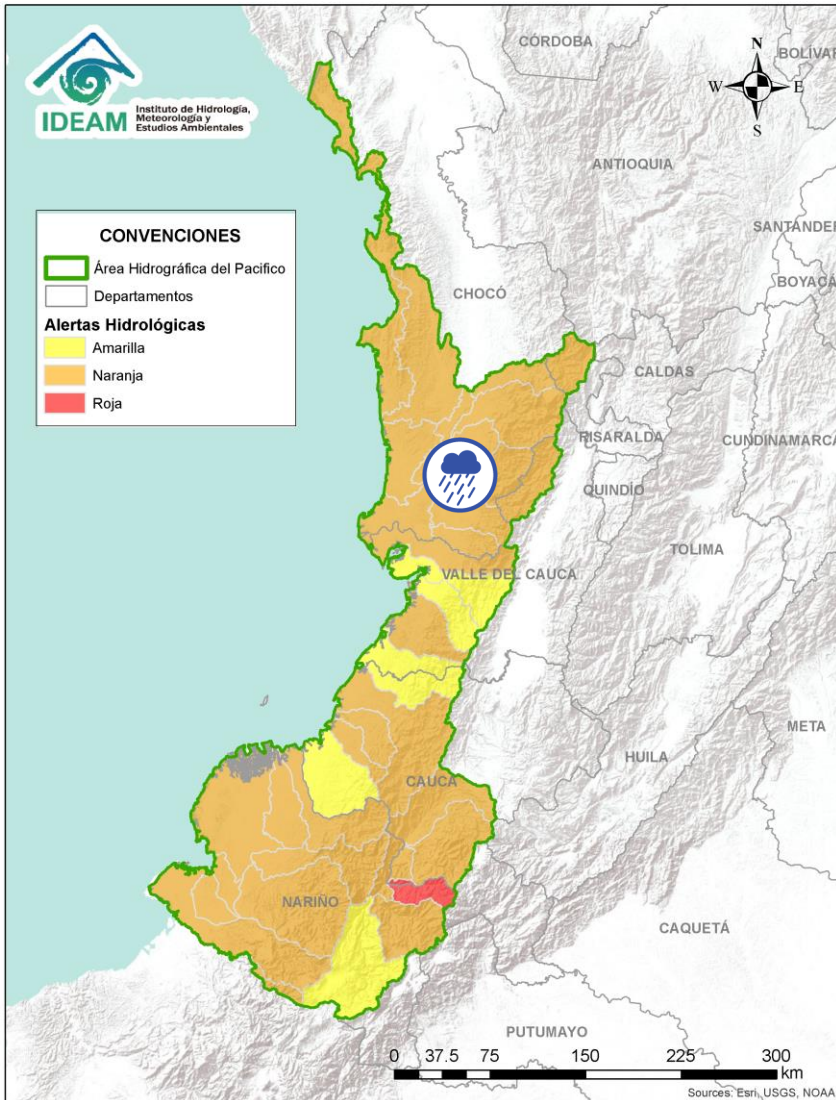 IDEAM
Instituto de Hidrología,
Meteorología y
Estudios Ambientales
CÓRDOBA
BOLÍVAR
N
W
E
S
ANTIOQUIA
SANTANDER
BOYACÁ
CONVENCIONES
Área Hidrográfica del Pacifico
Departamentos
Alertas Hidrológicas
Amarilla
Naranja
Roja
CHOCÓ
CALDAS
RISARALDA
CUNDINAMARCA
QUINDÍO
TOLIMA
VALLE DEL CAUCA
META
HUILA
CAUCA
NARIÑO
CAQUETÁ
PUTUMAYO
0 37.5 75 150 225 300
km
Sources: Esri, USGS, NOAA